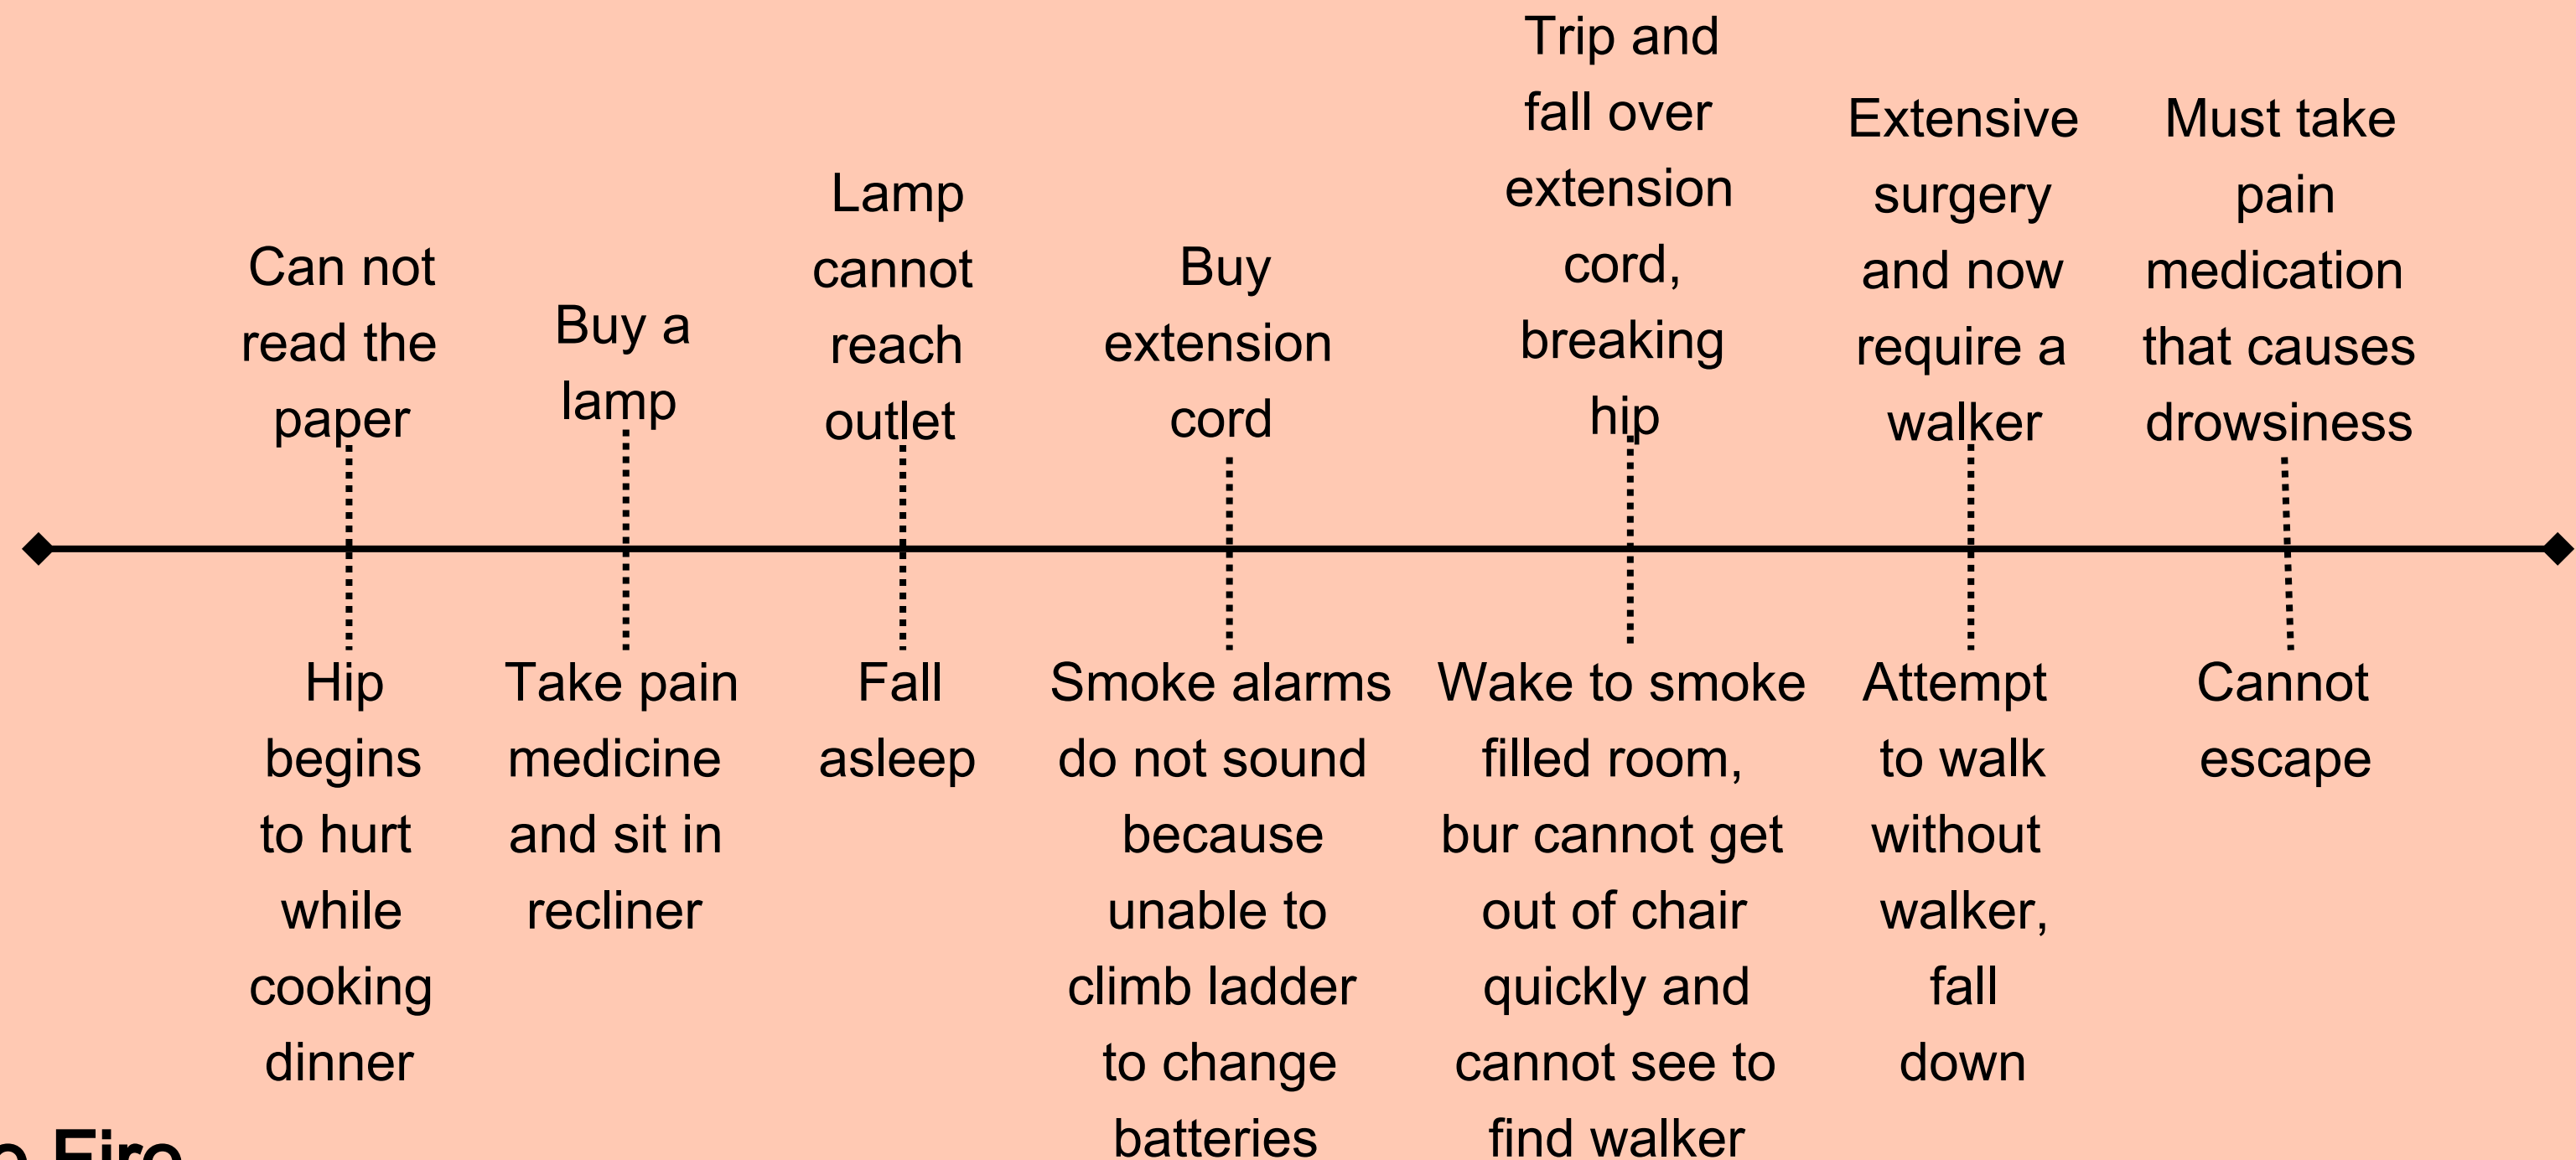 Can not
read the
paper
Buy a
lamp
Lamp
cannot
reach
outlet
Buy
extension
cord
Trip and
fall over
extension
cord,
breaking
hip
Extensive
surgery
and now
require a
walker
Must take
pain
medication
that causes
drowsiness
Hip
begins
to hurt
while
cooking
dinner
Take pain
medicine
and sit in
recliner
Fall
asleep
Smoke alarms
do not sound
because
unable to
climb ladder
to change
batteries
Wake to smoke
filled room,
bur cannot get
out of chair
quickly and
cannot see to
find walker
Attempt
to walk
without
walker,
fall
down
Cannot
escape
Fire